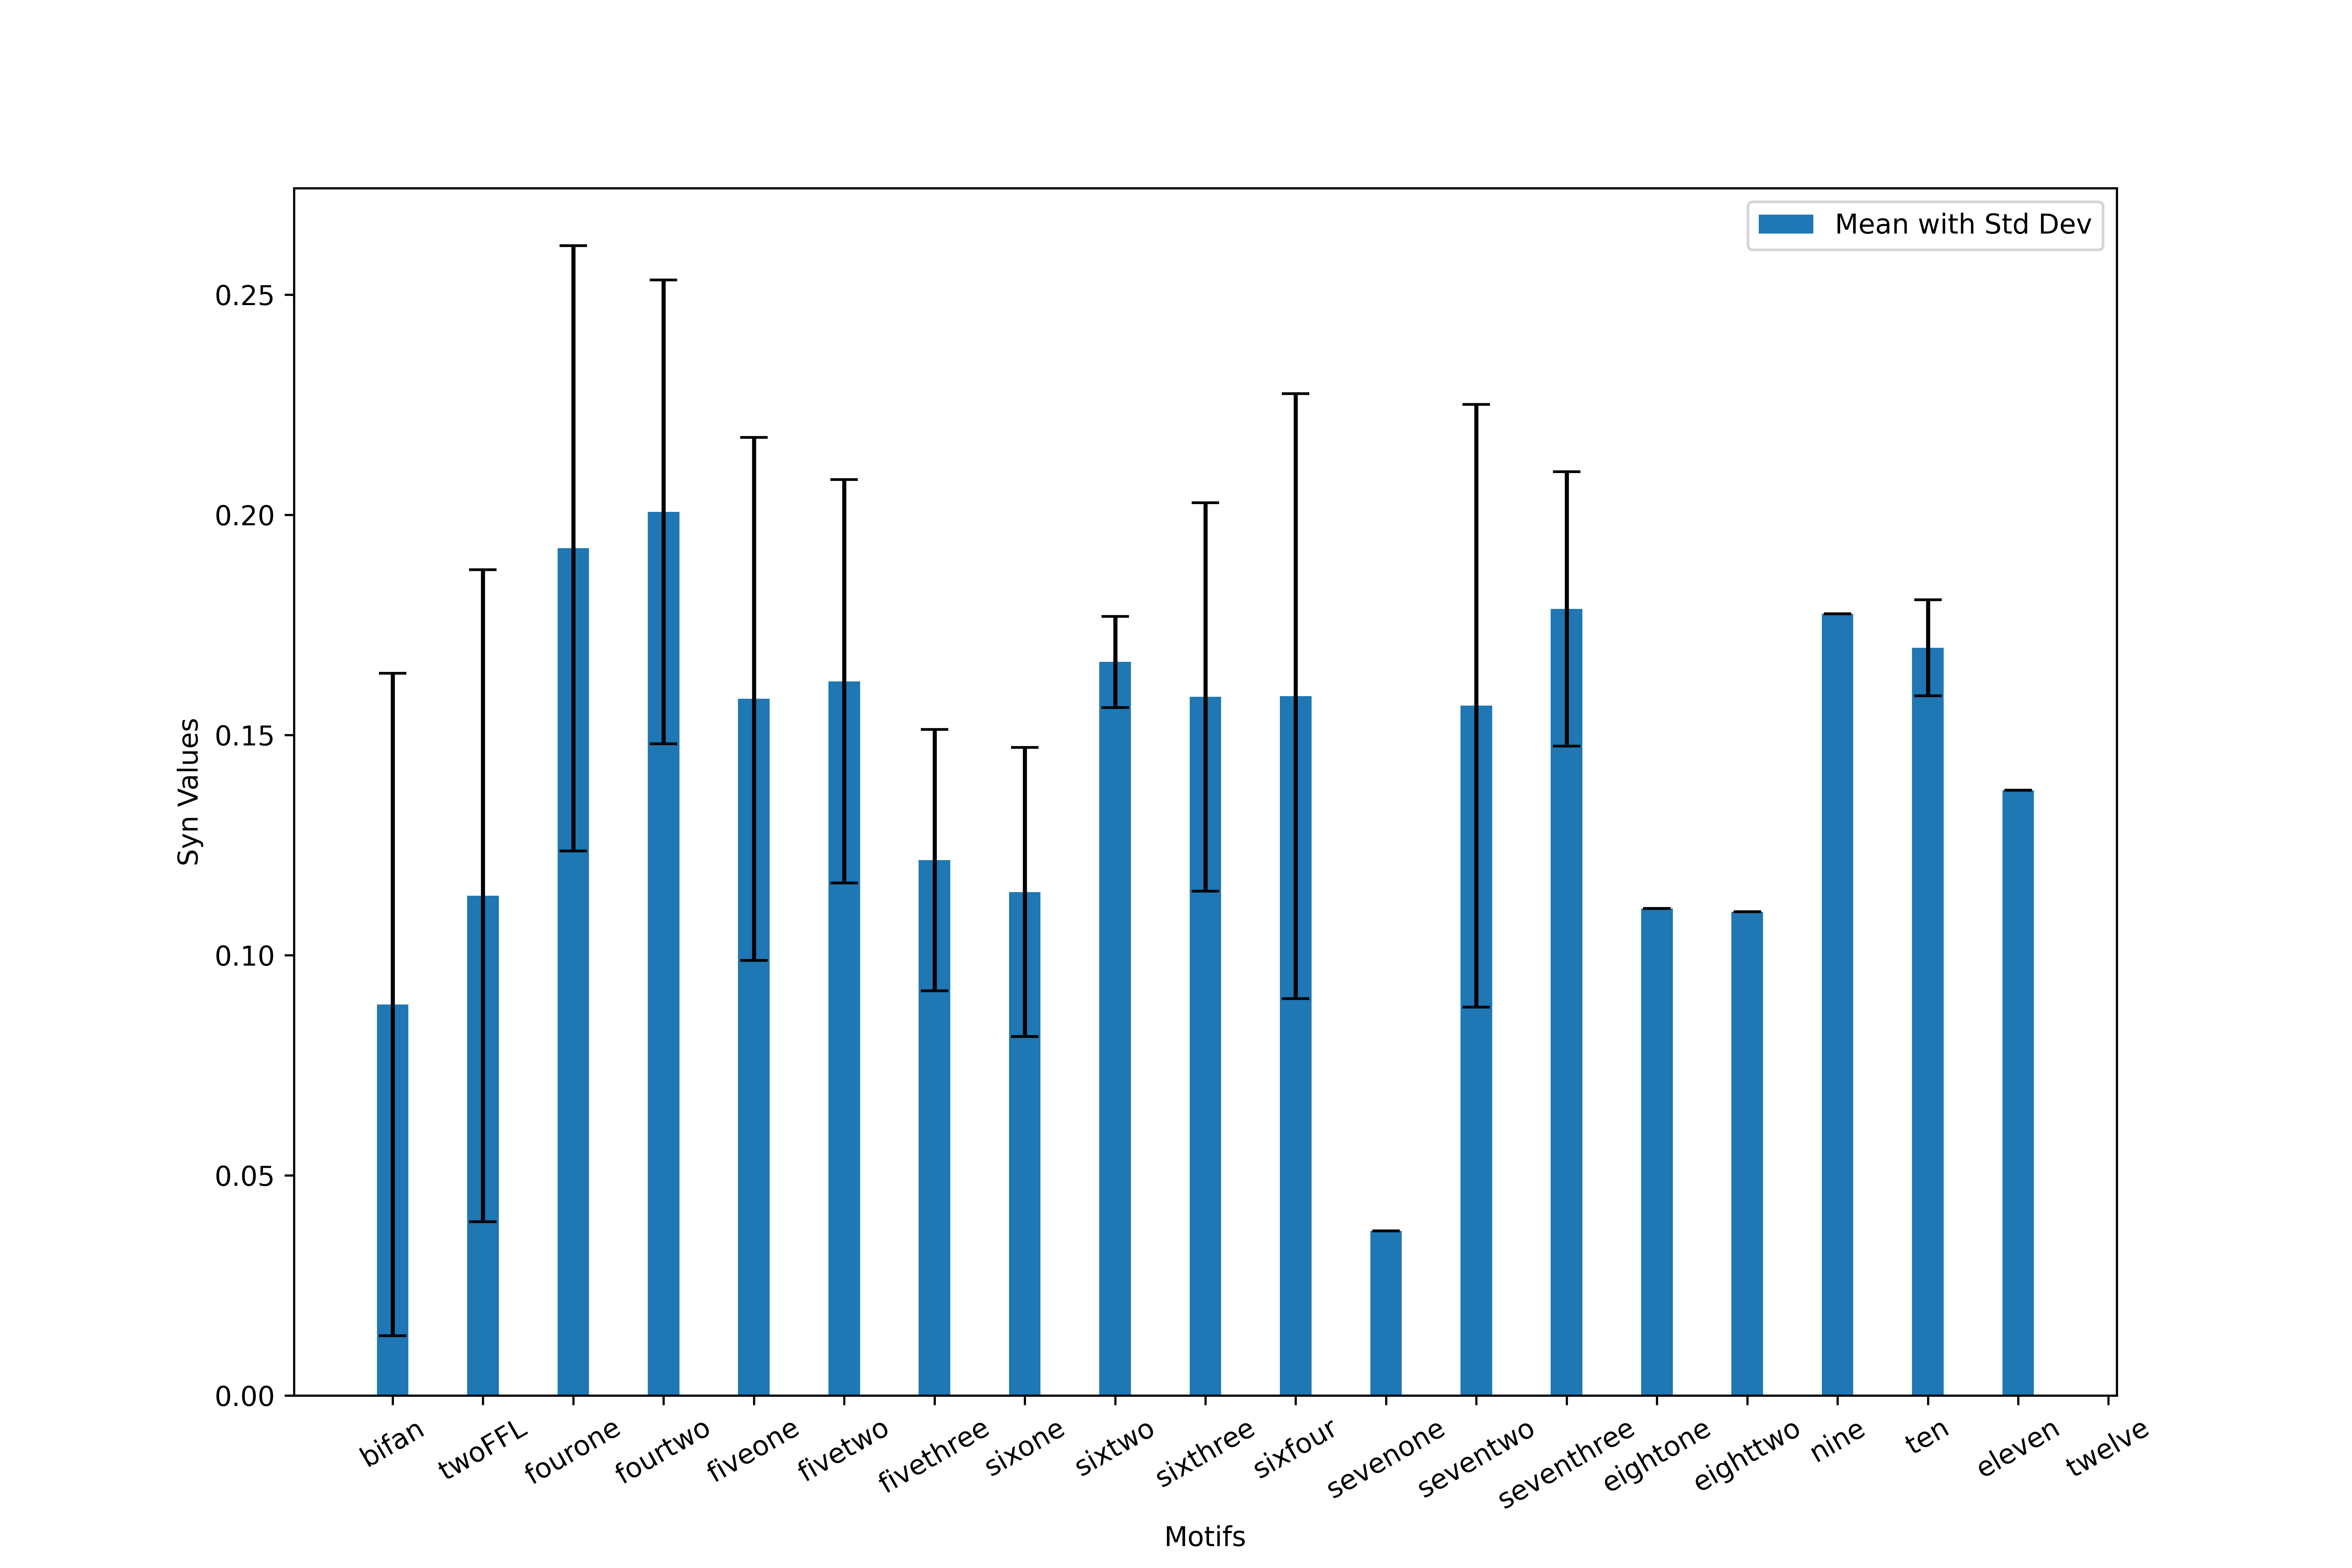 Mean with Std Dev
0.25
0.20
0.15
0.10
0.05
0.00
Syn Values
bifan twoFFL fourone fourtwo fiveone fivetwo fivethree sixone sixtwo sixthree sixfour sevenone seventwo seventhree eightone eighttwo nine ten eleven twelve
Motifs